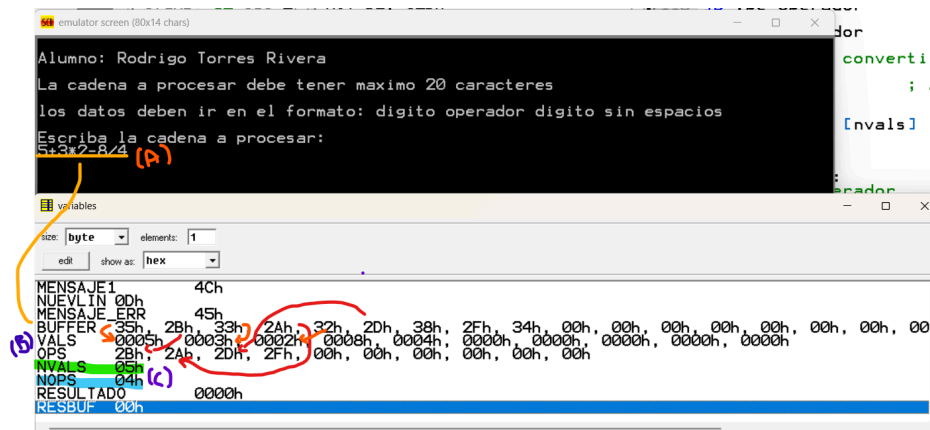 emulator screen (80x14 chars)
dor
Alumno: Rodrigo Torres Rivera
converti
La cadena a procesar debe tener maximo 20 caracteres
;
los datos deben ir en el formato: digito operador digito sin espacios
[nvals]
Escriba la cadena a procesar:
5+3*2-8/4 (A)
:
erador
variables
size: byte elements: 1
edit show as: hex
MENSAJE1 4Ch
NUEVLIN 0Dh
MENSAJE_ERR 45h
BUFFER 35h, 2Bh, 33h, 2Ah, 32h, 2Dh, 38h, 2Fh, 34h, 00h, 00h, 00h, 00h, 00h, 00h, 00h, 00
(B) VALS 0005h, 0003h, 0002h, 0008h, 0004h, 0000h, 0000h, 0000h, 0000h, 0000h
OPS 2Bh, 2Ah, 2Dh, 2Fh, 00h, 00h, 00h, 00h, 00h, 00h
NVALS 05h
NOPS 04h (C)
RESULTADO 0000h
RESBUF 00h